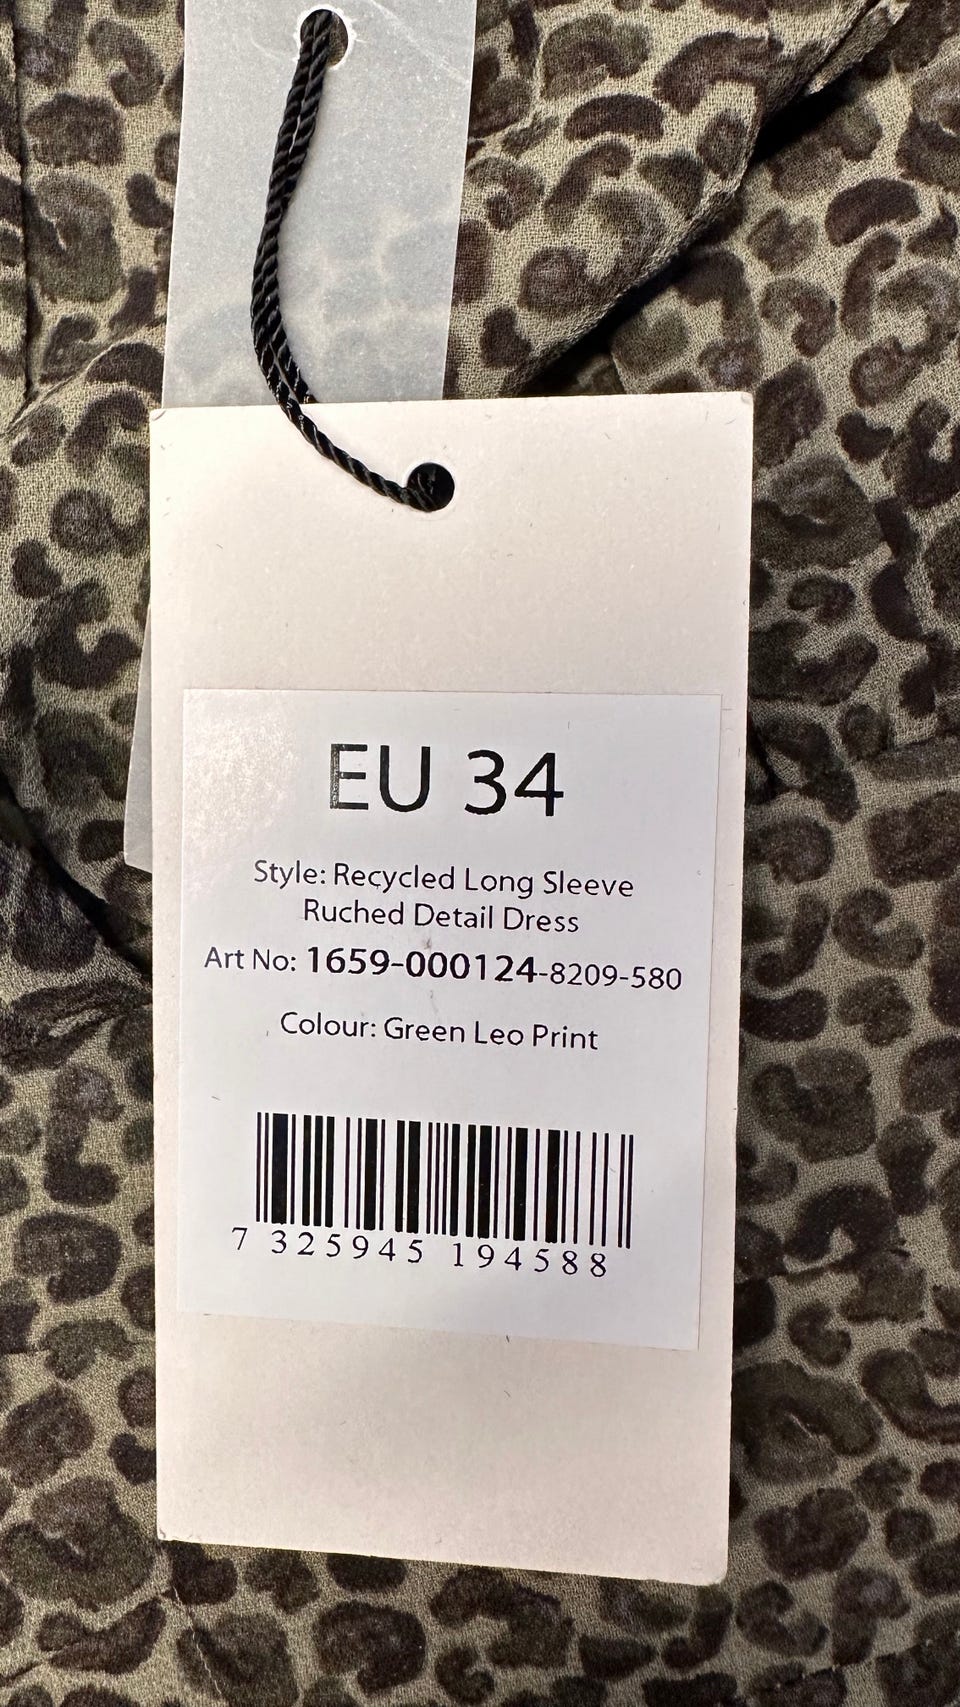 EU 34
Style: Recycled Long Sleeve
Ruched Detail Dress
Art No: 1659-000124-8209-580
Colour: Green Leo Print
7 325945 194588